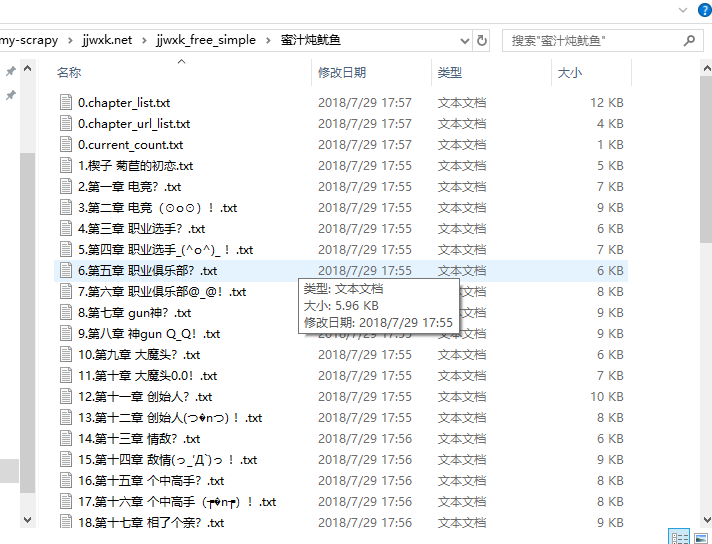 my-scrapy › jjwxk.net › jjwxk_free_simple › 蜜汁炖鱿鱼 搜索"蜜汁炖鱿鱼"
名称 修改日期 类型 大小
0.chapter_list.txt 2018/7/29 17:57 文本文档 12 KB
0.chapter_url_list.txt 2018/7/29 17:57 文本文档 4 KB
0.current_count.txt 2018/7/29 17:57 文本文档 1 KB
1.楔子 菊苣的初恋.txt 2018/7/29 17:55 文本文档 5 KB
2.第一章 电竞？.txt 2018/7/29 17:55 文本文档 7 KB
3.第二章 电竞（⊙o⊙）！.txt 2018/7/29 17:55 文本文档 9 KB
4.第三章 职业选手？.txt 2018/7/29 17:55 文本文档 6 KB
5.第四章 职业选手_(^o^)_！.txt 2018/7/29 17:55 文本文档 7 KB
6.第五章 职业俱乐部？.txt 2018/7/29 17:55 文本文档 6 KB
7.第六章 职业俱乐部@_@！.txt 8 KB
类型: 文本文档
大小: 5.96 KB
修改日期: 2018/7/29 17:55
8.第七章 gun神？.txt 9 KB
9.第八章 神gun Q_Q！.txt 9 KB
10.第九章 大魔头？.txt 2018/7/29 17:55 文本文档 6 KB
11.第十章 大魔头0.0！.txt 2018/7/29 17:55 文本文档 7 KB
12.第十一章 创始人？.txt 2018/7/29 17:55 文本文档 10 KB
13.第十二章 创始人(つ�nつ)！.txt 2018/7/29 17:55 文本文档 8 KB
14.第十三章 情敌？.txt 2018/7/29 17:56 文本文档 6 KB
15.第十四章 敌情(っ_'Д`)っ！.txt 2018/7/29 17:56 文本文档 9 KB
16.第十五章 个中高手？.txt 2018/7/29 17:56 文本文档 8 KB
17.第十六章 个中高手（┮�n┮）！.txt 2018/7/29 17:56 文本文档 8 KB
18.第十七章 相了个亲？.txt 2018/7/29 17:56 文本文档 9 KB